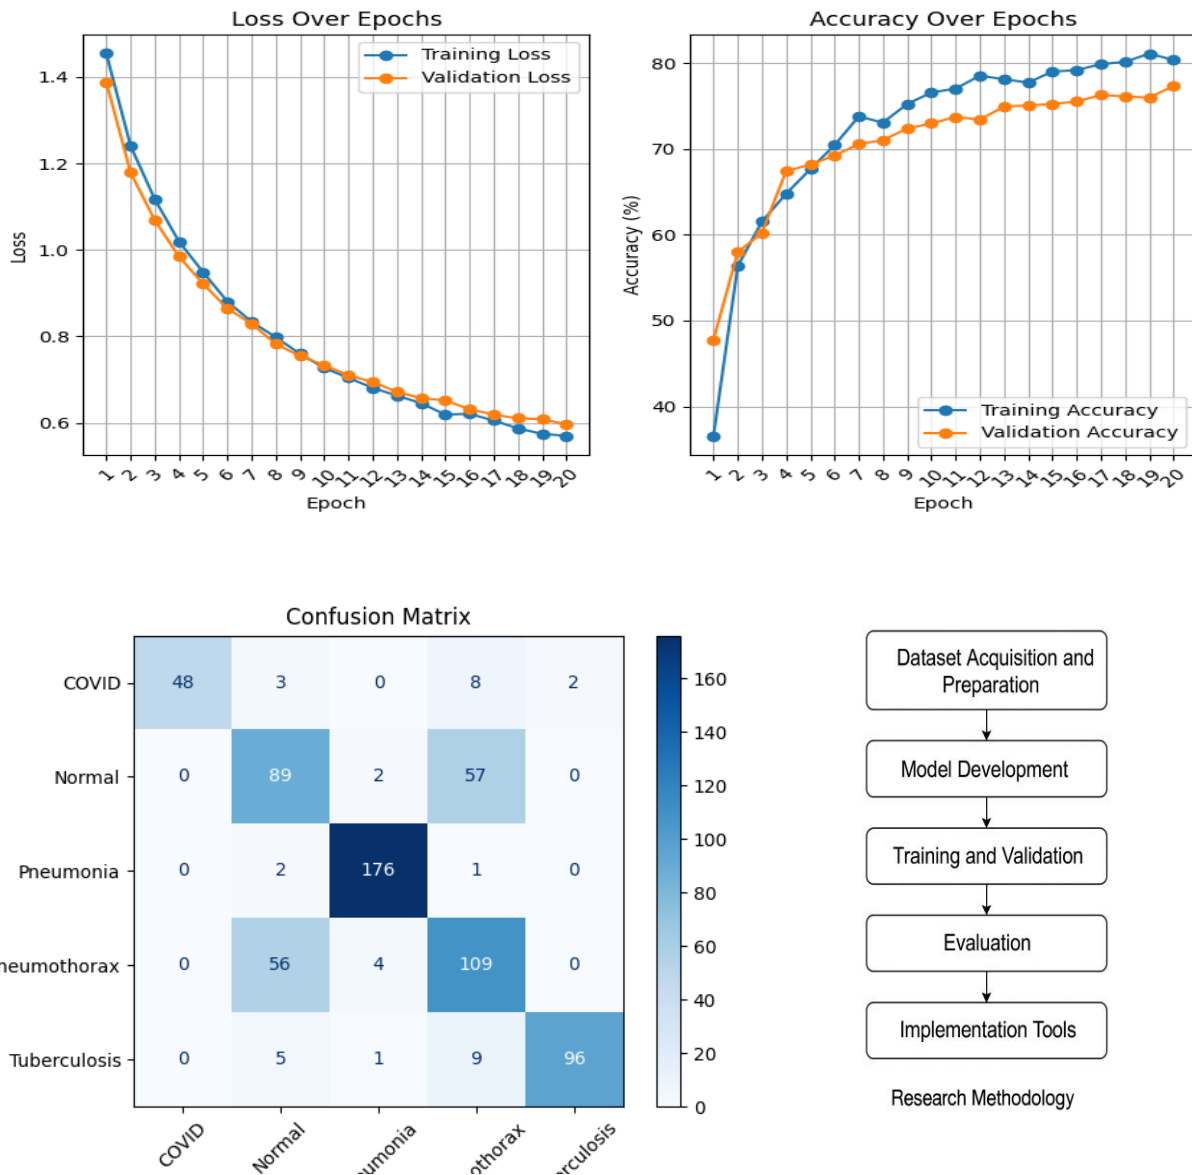 Loss Over Epochs
Training Loss
Validation Loss
1.4
1.2
1.0
0.8
0.6
Loss
1 2 3 4 5 6 7 8 9 10 11 12 13 14 15 16 17 18 19 20
Epoch
Accuracy Over Epochs
80
70
60
50
40
Accuracy (%)
Training Accuracy
Validation Accuracy
1 2 3 4 5 6 7 8 9 10 11 12 13 14 15 16 17 18 19 20
Epoch
Confusion Matrix
COVID 48 3 0 8 2
Normal 0 89 2 57 0
Pneumonia 0 2 176 1 0
neumothorax 0 56 4 109 0
Tuberculosis 0 5 1 9 96
COVID
Normal
umonia
othorax
erculosis
160
140
120
100
80
60
40
20
0
Dataset Acquisition and
Preparation
Model Development
Training and Validation
Evaluation
Implementation Tools
Research Methodology